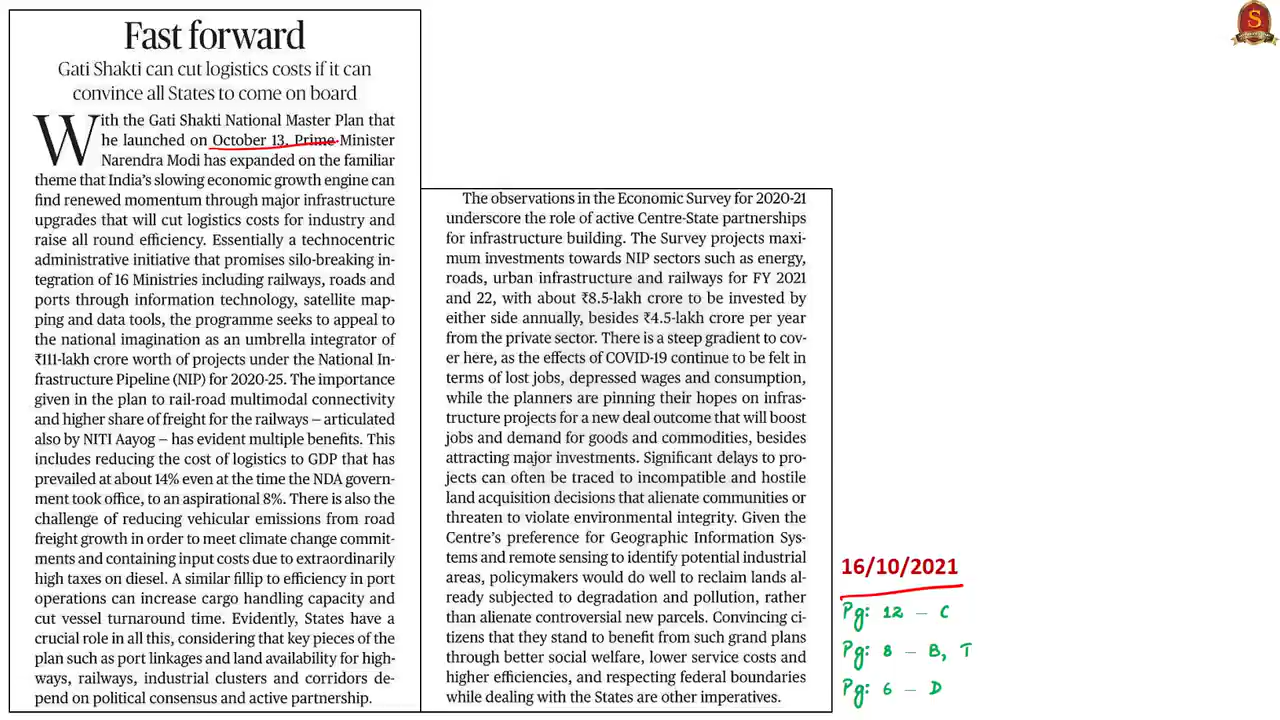 Fast forward
Gati Shakti can cut logistics costs if it can
convince all States to come on board
With the Gati Shakti National Master Plan that
he launched on October 13, Prime Minister
Narendra Modi has expanded on the familiar
theme that India's slowing economic growth engine can
find renewed momentum through major infrastructure
upgrades that will cut logistics costs for industry and
raise all round efficiency. Essentially a technocentric
administrative initiative that promises silo-breaking in-
tegration of 16 Ministries including railways, roads and
ports through information technology, satellite map-
ping and data tools, the programme seeks to appeal to
the national imagination as an umbrella integrator of
₹111-lakh crore worth of projects under the National In-
frastructure Pipeline (NIP) for 2020-25. The importance
given in the plan to rail-road multimodal connectivity
and higher share of freight for the railways – articulated
also by NITI Aayog – has evident multiple benefits. This
includes reducing the cost of logistics to GDP that has
prevailed at about 14% even at the time the NDA govern-
ment took office, to an aspirational 8%. There is also the
challenge of reducing vehicular emissions from road
freight growth in order to meet climate change commit-
ments and containing input costs due to extraordinarily
high taxes on diesel. A similar fillip to efficiency in port
operations can increase cargo handling capacity and
cut vessel turnaround time. Evidently, States have a
crucial role in all this, considering that key pieces of the
plan such as port linkages and land availability for high-
ways, railways, industrial clusters and corridors de-
pend on political consensus and active partnership.
The observations in the Economic Survey for 2020-21
underscore the role of active Centre-State partnerships
for infrastructure building. The Survey projects maxi-
mum investments towards NIP sectors such as energy,
roads, urban infrastructure and railways for FY 2021
and 22, with about ₹8.5-lakh crore to be invested by
either side annually, besides ₹4.5-lakh crore per year
from the private sector. There is a steep gradient to cov-
er here, as the effects of COVID-19 continue to be felt in
terms of lost jobs, depressed wages and consumption,
while the planners are pinning their hopes on infras-
tructure projects for a new deal outcome that will boost
jobs and demand for goods and commodities, besides
attracting major investments. Significant delays to pro-
jects can often be traced to incompatible and hostile
land acquisition decisions that alienate communities or
threaten to violate environmental integrity. Given the
Centre's preference for Geographic Information Sys-
tems and remote sensing to identify potential industrial
areas, policymakers would do well to reclaim lands al-
ready subjected to degradation and pollution, rather
than alienate controversial new parcels. Convincing ci-
tizens that they stand to benefit from such grand plans
through better social welfare, lower service costs and
higher efficiencies, and respecting federal boundaries
while dealing with the States are other imperatives.
16/10/2021
Pg: 12 – C
Pg: 8 – B, T
Pg: 6 – D
S